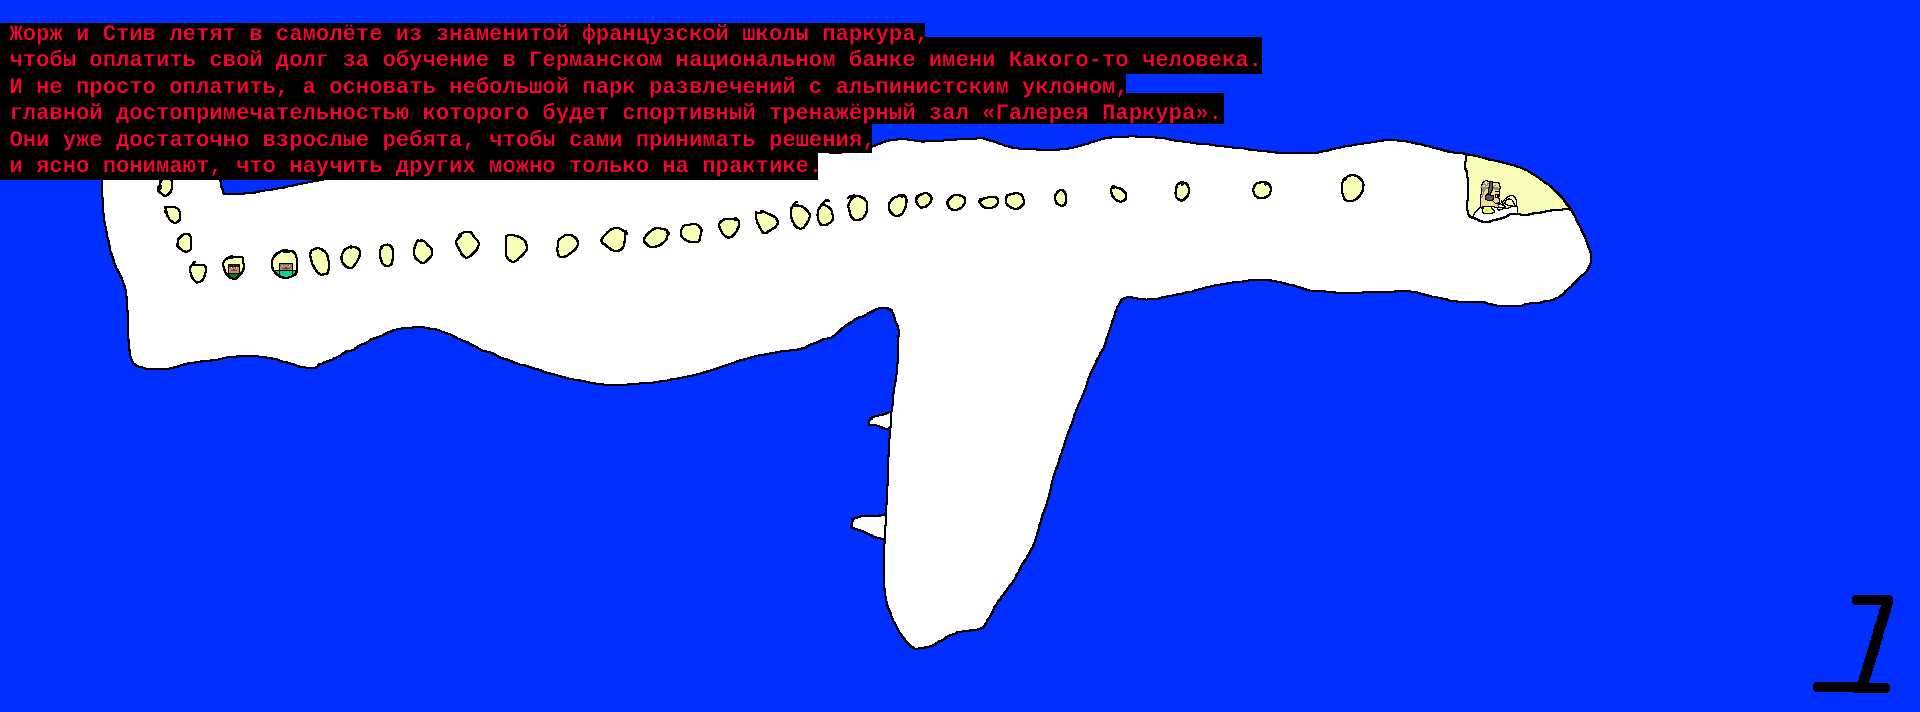 Жорж и Стив летят в самолёте из знаменитой французской школы паркура,
чтобы оплатить свой долг за обучение в Германском национальном банке имени Какого-то человека.
И не просто оплатить, а основать небольшой парк развлечений с альпинистским уклоном,
главной достопримечательностью которого будет спортивный тренажёрный зал «Галерея Паркура».
Они уже достаточно взрослые ребята, чтобы сами принимать решения,
и ясно понимают, что научить других можно только на практике.
1